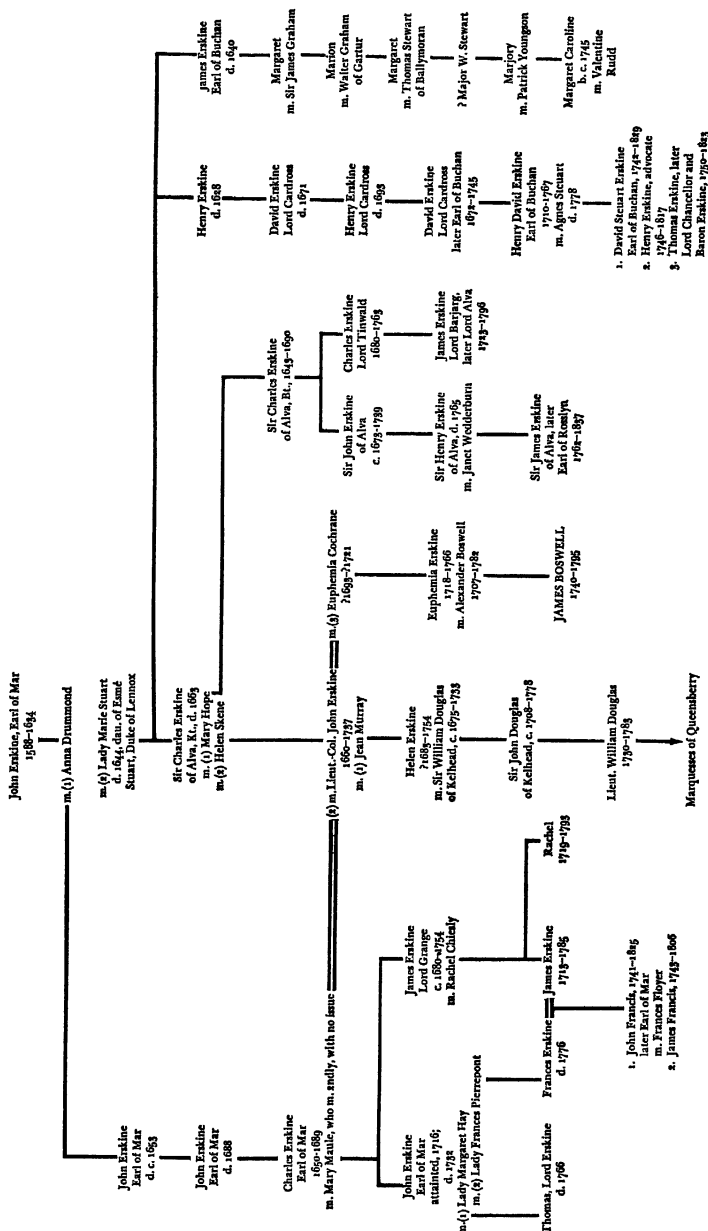 John Erskine, Earl of Mar
1588–1634
m.(1) Anna Drummond
m.(2) Lady Marie Stuart
d. 1644, dau. of Esmé
Stuart, Duke of Lennox
John Erskine
Earl of Mar
d. c. 1653
John Erskine
Earl of Mar
d. 1688
Charles Erskine
Earl of Mar
1650–1689
m. Mary Maule, who m. 2ndly, with no issue
John Erskine
Earl of Mar
attainted, 1716;
d. 1732
m.(1) Lady Margaret Hay
m. (2) Lady Frances Pierrepont
Thomas, Lord Erskine
d. 1766
Frances Erskine
d. 1776
James Erskine
Lord Grange
c. 1680–1754
m. Rachel Chiesly
James Erskine
1713–1785
Rachel
1719–1793
1. John Francis, 1741–1825
later Earl of Mar
m. Frances Floyer
2. James Francis, 1743–1806
Sir Charles Erskine
of Alva, Kt., d. 1663
m. (1) Mary Hope
m. (2) Helen Skene
(2) m. Lieut.-Col. John Erskine
1660–1737
m. (1) Jean Murray
m.(3) Euphemia Cochrane
?1693–?1721
Helen Erskine
?1685–1754
m. Sir William Douglas
of Kelhead, c. 1675–1733
Sir John Douglas
of Kelhead, c. 1708–1778
Lieut. William Douglas
1730–1783
Marquesses of Queensberry
Euphemia Erskine
1718–1766
m. Alexander Boswell
1707–1782
JAMES BOSWELL
1740–1795
Sir Charles Erskine
of Alva, Bt., 1643–1690
Sir John Erskine
of Alva
c. 1673–1739
Sir Henry Erskine
of Alva, d. 1765
m. Janet Wedderburn
Sir James Erskine
of Alva, later
Earl of Rosslyn
1762–1837
Charles Erskine
Lord Tinwald
1680–1763
James Erskine
Lord Barjarg,
later Lord Alva
1723–1796
Henry Erskine
d. 1628
David Erskine
Lord Cardross
d. 1671
Henry Erskine
Lord Cardross
d. 1693
David Erskine
Lord Cardross
later Earl of Buchan
1672–1745
Henry David Erskine
Earl of Buchan
1710–1767
m. Agnes Steuart
d. 1778
1. David Steuart Erskine
Earl of Buchan, 1742–1829
2. Henry Erskine, advocate
1746–1817
3. Thomas Erskine, later
Lord Chancellor and
Baron Erskine, 1750–1823
James Erskine
Earl of Buchan
d. 1640
Margaret
m. Sir James Graham
Marion
m. Walter Graham
of Gartur
Margaret
m. Thomas Stewart
of Ballymoran
? Major W. Stewart
Marjory
m. Patrick Youngson
Margaret Caroline
b. c. 1745
m. Valentine
Rudd